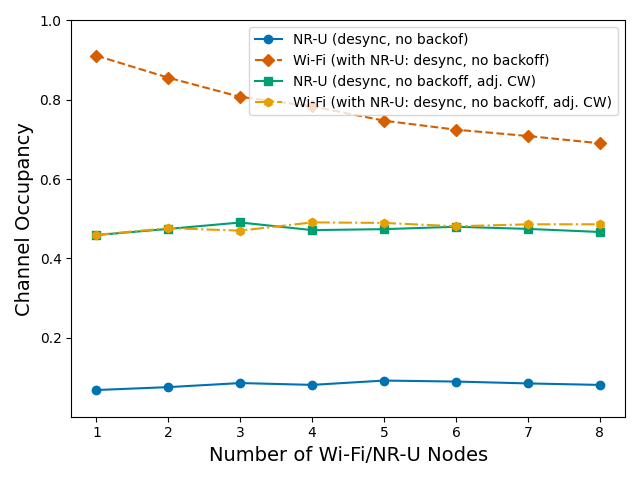 NR-U (desync, no backof)
Wi-Fi (with NR-U: desync, no backoff)
NR-U (desync, no backoff, adj. CW)
Wi-Fi (with NR-U: desync, no backoff, adj. CW)
1.0
0.8
0.6
0.4
0.2
Channel Occupancy
1 2 3 4 5 6 7 8
Number of Wi-Fi/NR-U Nodes